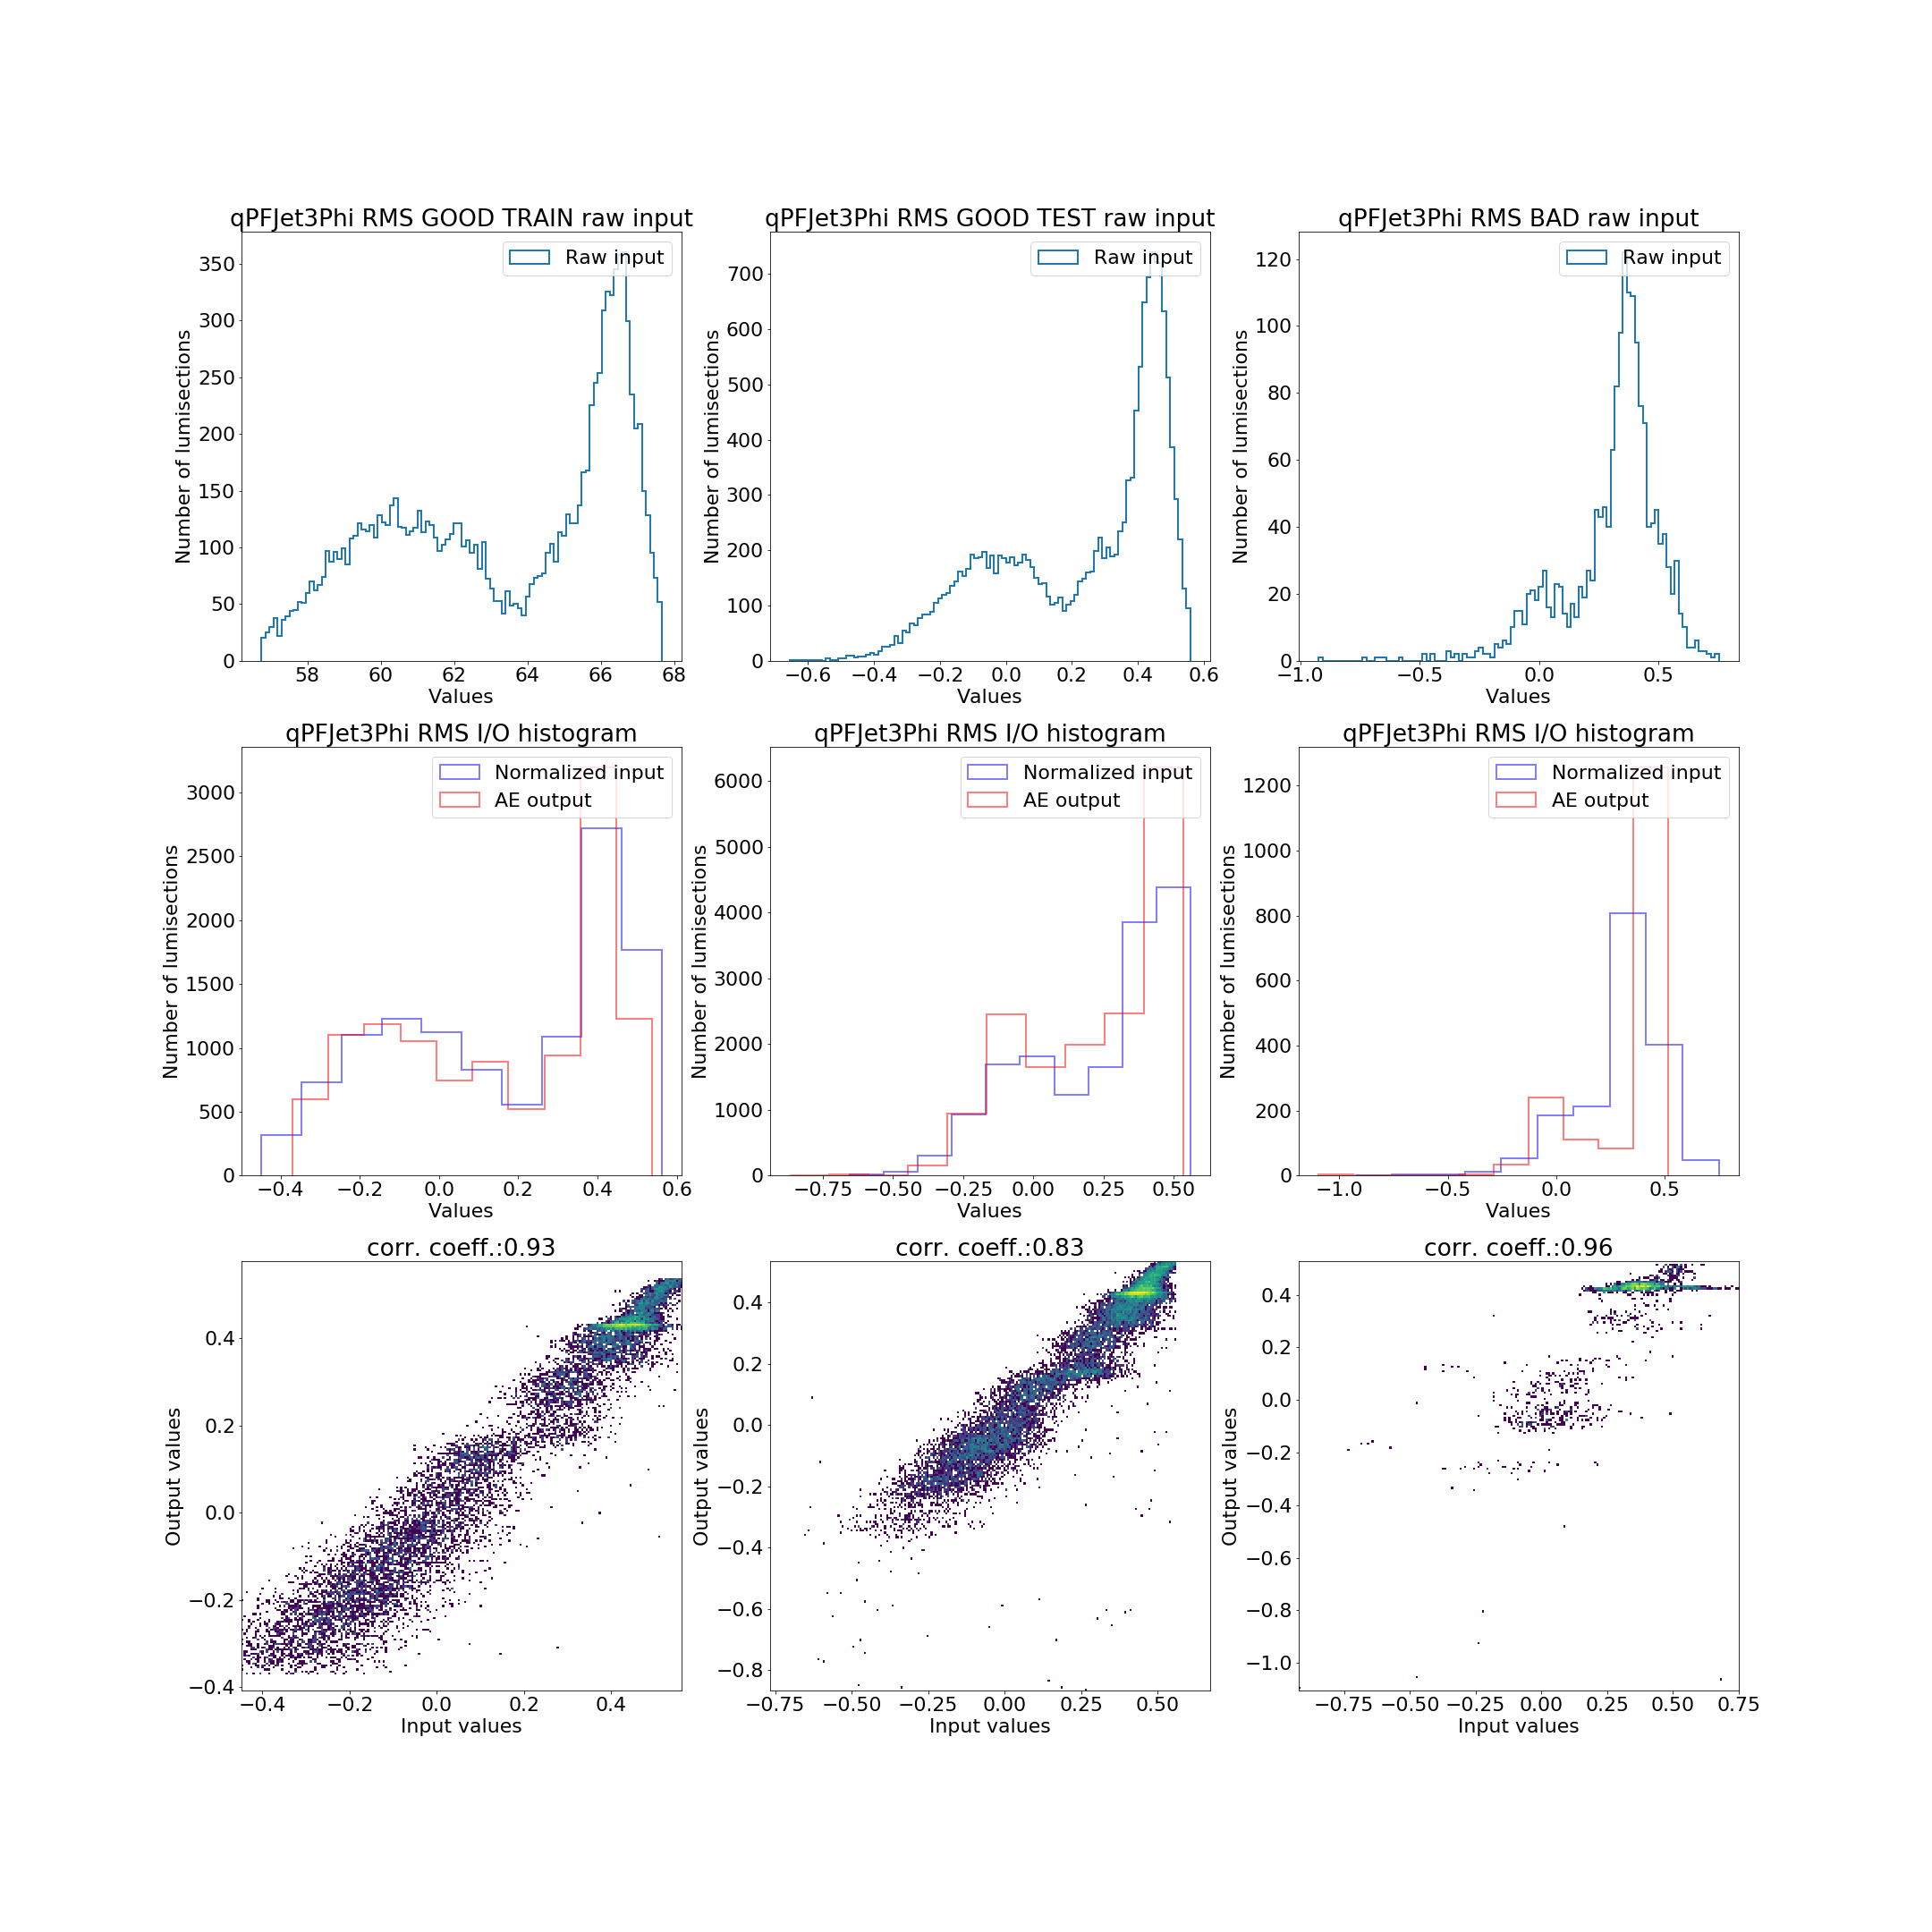 qPFJet3Phi RMS GOOD TRAIN raw input
qPFJet3Phi RMS GOOD TEST raw input
qPFJet3Phi RMS BAD raw input
Raw input
Raw input
Raw input
Number of lumisections
Number of lumisections
Number of lumisections
350
300
250
200
150
100
50
0
700
600
500
400
300
200
100
0
120
100
80
60
40
20
0
58 60 62 64 66 68
−0.6 −0.4 −0.2 0.0 0.2 0.4 0.6
−1.0 −0.5 0.0 0.5
Values
Values
Values
qPFJet3Phi RMS I/O histogram
qPFJet3Phi RMS I/O histogram
qPFJet3Phi RMS I/O histogram
Normalized input
AE output
Normalized input
AE output
Normalized input
AE output
Number of lumisections
Number of lumisections
Number of lumisections
3000
2500
2000
1500
1000
500
0
6000
5000
4000
3000
2000
1000
0
1200
1000
800
600
400
200
0
−0.4 −0.2 0.0 0.2 0.4 0.6
−0.75 −0.50 −0.25 0.00 0.25 0.50
−1.0 −0.5 0.0 0.5
Values
Values
Values
corr. coeff.:0.93
corr. coeff.:0.83
corr. coeff.:0.96
Output values
Output values
Output values
0.4
0.2
0.0
−0.2
−0.4
0.4
0.2
0.0
−0.2
−0.4
−0.6
−0.8
0.4
0.2
0.0
−0.2
−0.4
−0.6
−0.8
−1.0
−0.4 −0.2 0.0 0.2 0.4
−0.75 −0.50 −0.25 0.00 0.25 0.50
−0.75 −0.50 −0.25 0.00 0.25 0.50 0.75
Input values
Input values
Input values